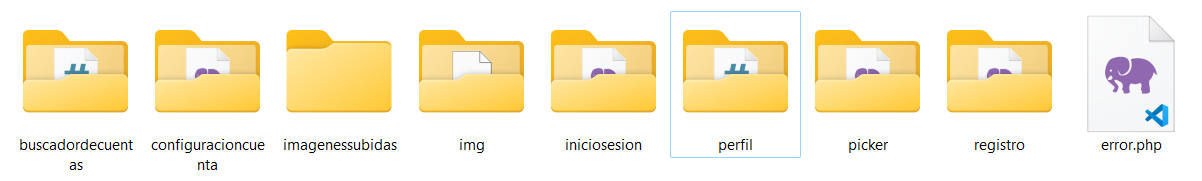 buscadordecuent
as
configuracioncue
nta
imagenessubidas
img
iniciosesion
perfil
picker
registro
error.php